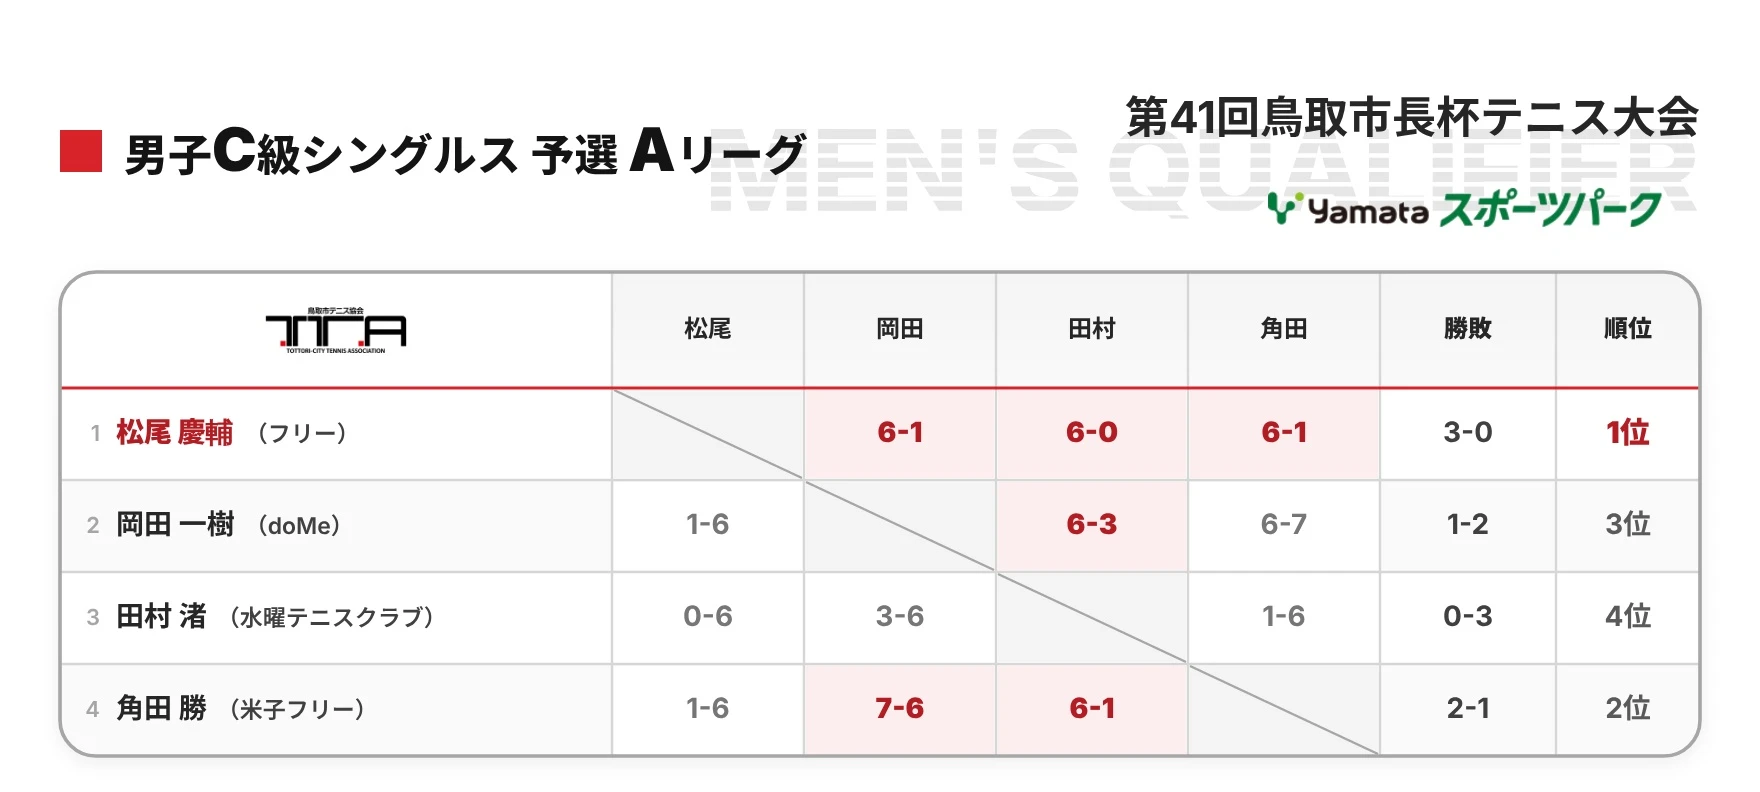 第41回鳥取市長杯テニス大会
男子C級シングルス 予選 Aリーグ
MEN'S QUALIFIER
Yamata スポーツパーク
鳥取市テニス協会
TTA
TOTTORI-CITY TENNIS ASSOCIATION
松尾 岡田 田村 角田 勝敗 順位
1 松尾 慶輔 （フリー） 6-1 6-0 6-1 3-0 1位
2 岡田 一樹 （doMe） 1-6 6-3 6-7 1-2 3位
3 田村 渚 （水曜テニスクラブ） 0-6 3-6 1-6 0-3 4位
4 角田 勝 （米子フリー） 1-6 7-6 6-1 2-1 2位